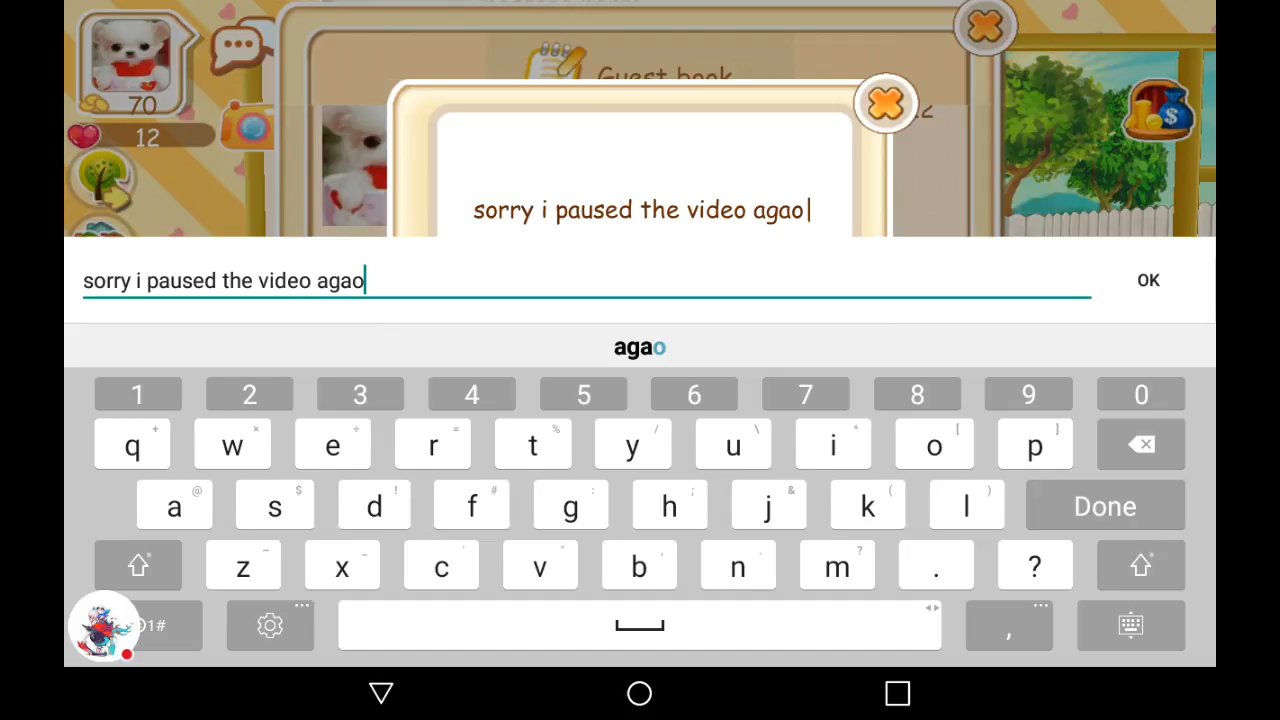 70
12
Guest book
sorry i paused the video agao
sorry i paused the video agao
OK
agao
1 2 3 4 5 6 7 8 9 0
q w e r t y u i o p
a s d f g h j k l Done
z x c v b n m . ?
1#
,